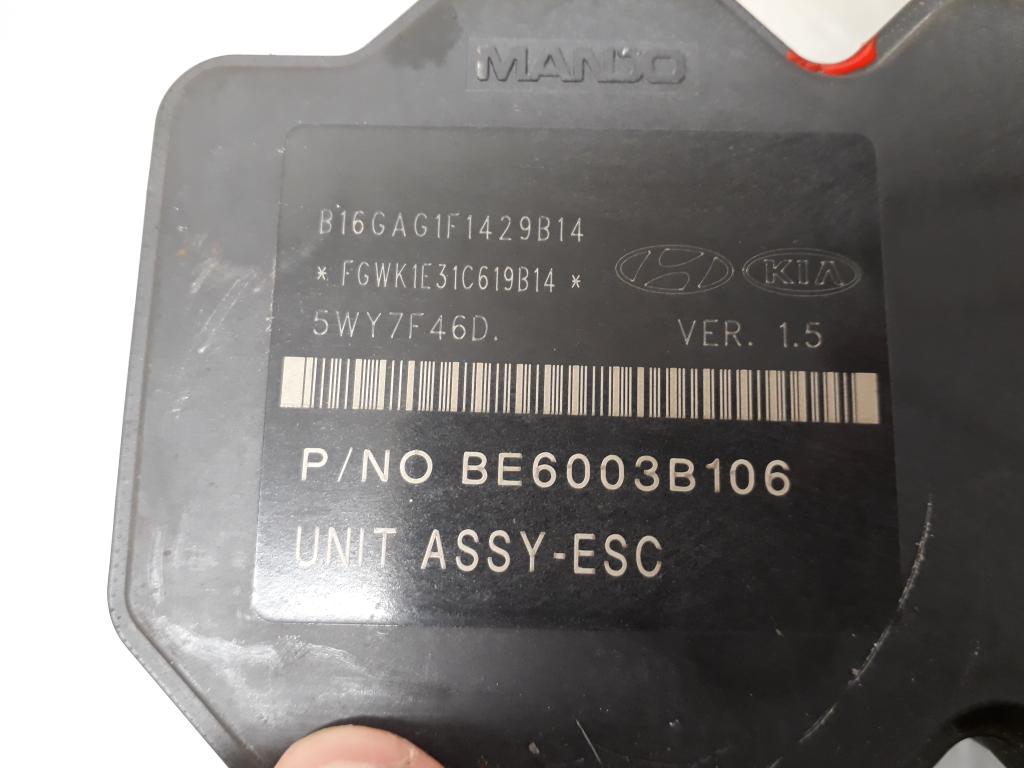 MANDO
B16GAG1F1429B14
* FGWK1E31C619B14 *
KIA
5WY7F46D. VER. 1.5
P/NO BE6003B106
UNIT ASSY-ESC